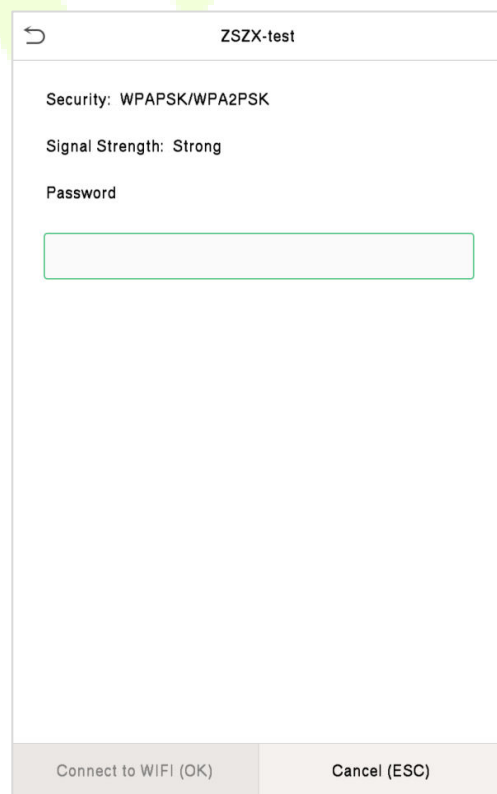 ZSZX-test
Security: WPAPSK/WPA2PSK
Signal Strength: Strong
Password
Connect to WIFI (OK)
Cancel (ESC)